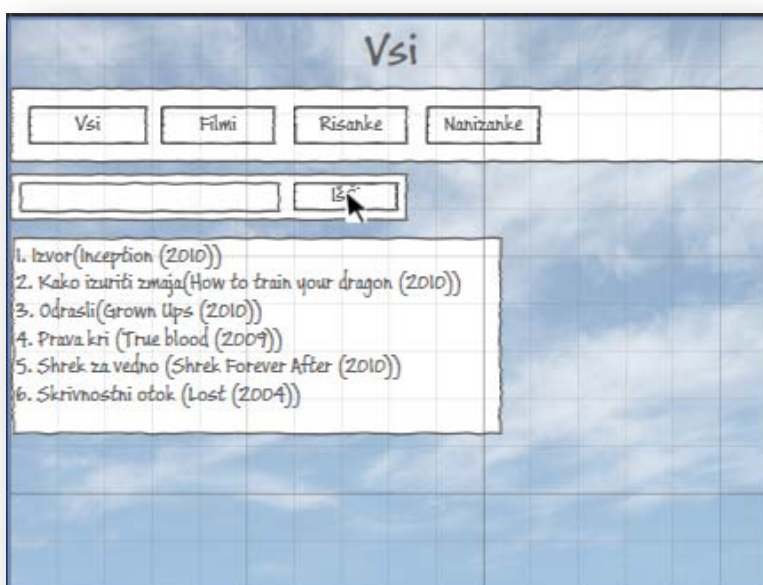 Vsi
Vsi Filmi Risanke Nanizanke
1. Izvor(Inception (2010))
2. Kako izuriti zmaja(How to train your dragon (2010))
3. Odrasli(Grown Ups (2010))
4. Prava kri (True blood (2009))
5. Shrek za vedno (Shrek Forever After (2010))
6. Skrivnostni otok (Lost (2004))